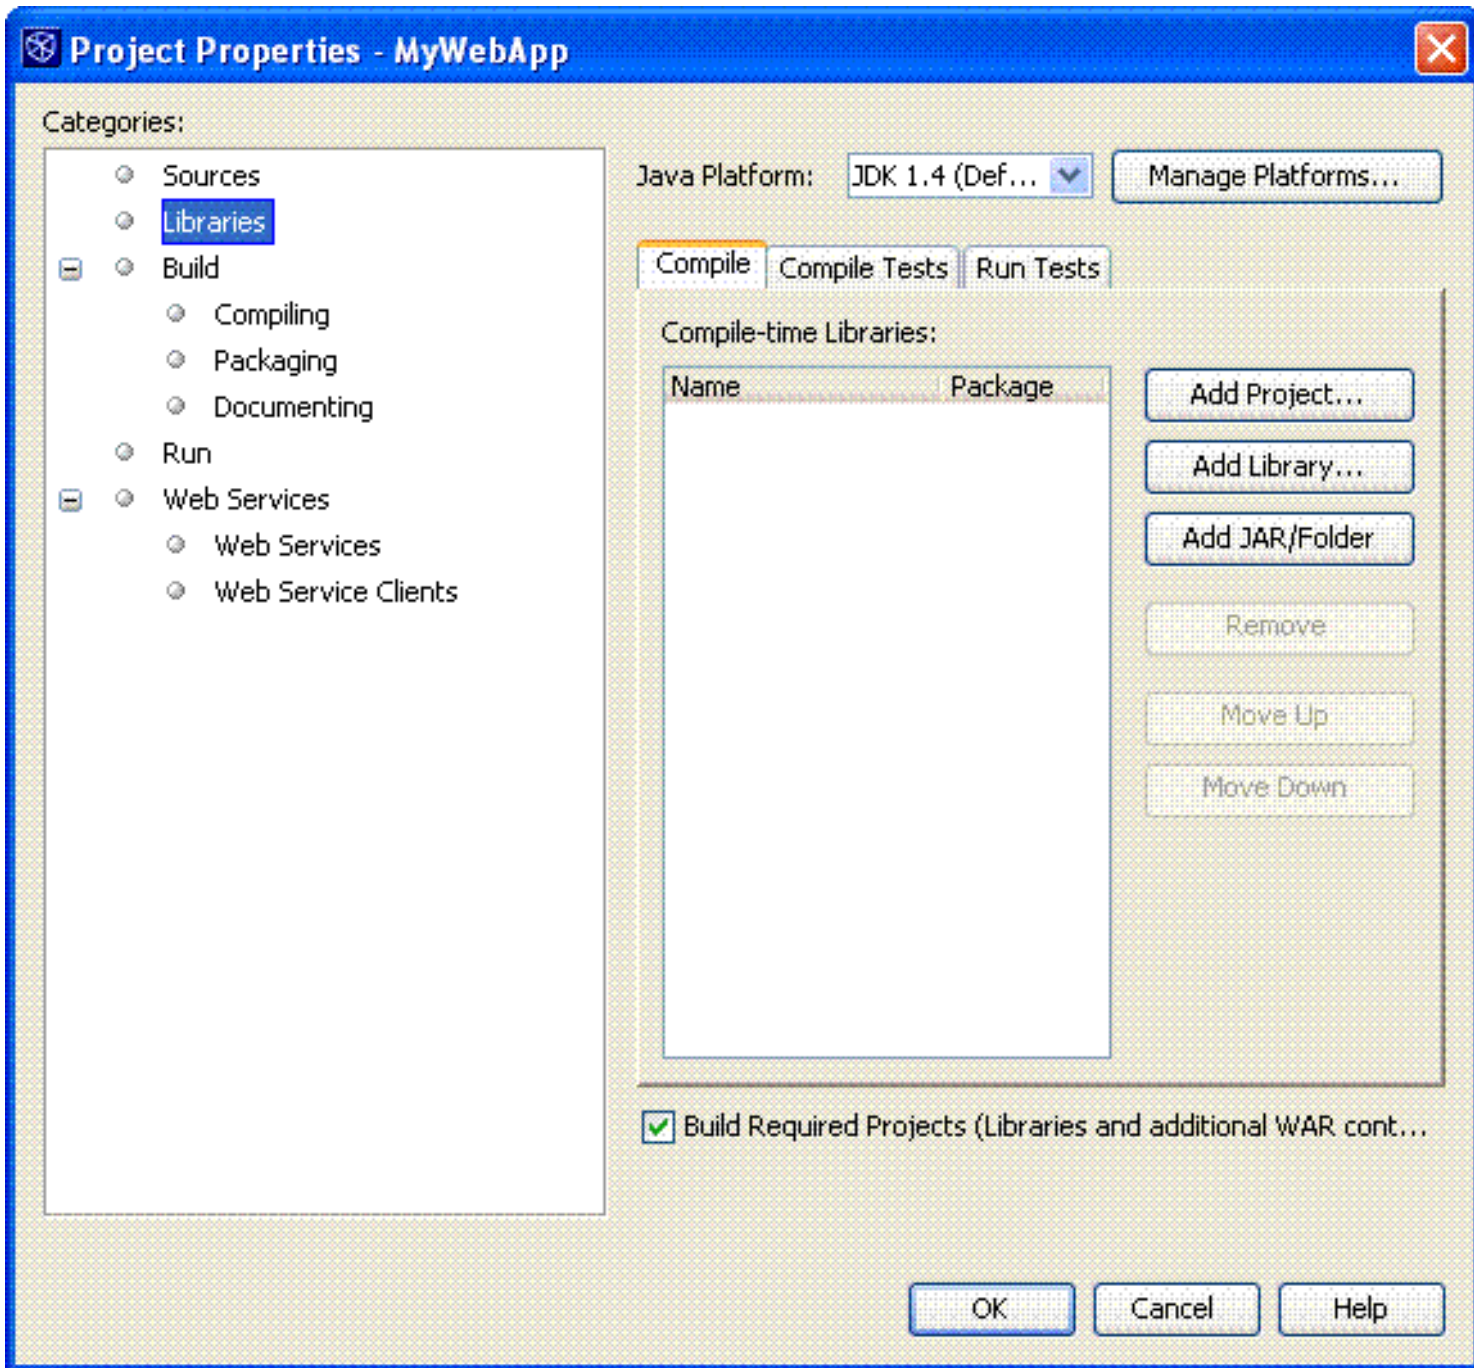 Project Properties - MyWebApp
Categories:
Sources
Libraries
Build
Compiling
Packaging
Documenting
Run
Web Services
Web Services
Web Service Clients
Java Platform: JDK 1.4 (Def... Manage Platforms...
Compile Compile Tests Run Tests
Compile-time Libraries:
Name Package
Add Project...
Add Library...
Add JAR/Folder
Remove
Move Up
Move Down
Build Required Projects (Libraries and additional WAR cont...
OK Cancel Help